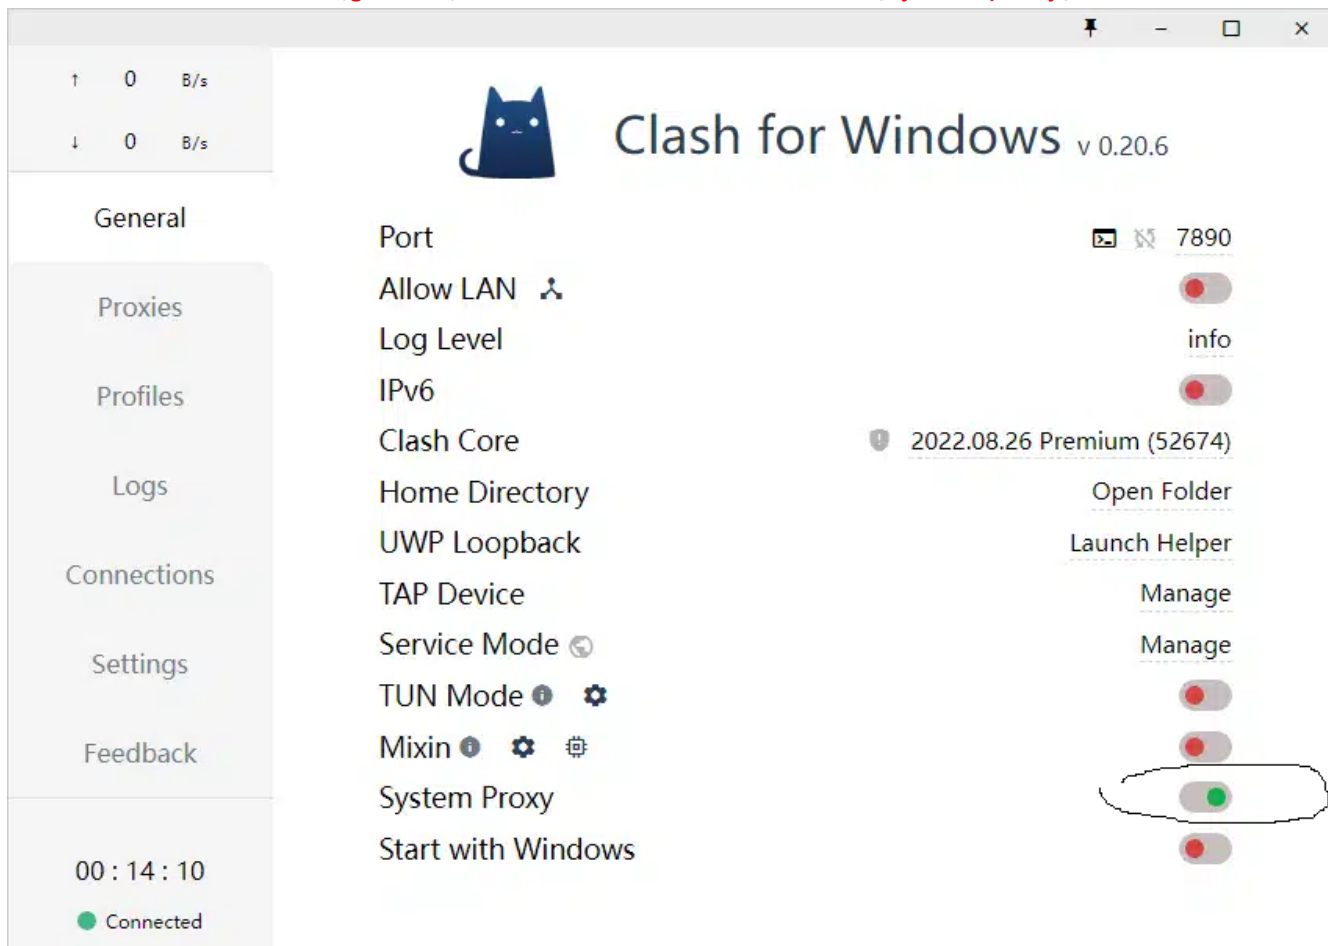 ↑ 0 B/s
↓ 0 B/s
General
Proxies
Profiles
Logs
Connections
Settings
Feedback
00 : 14 : 10
Connected
Clash for Windows v 0.20.6
Port 7890
Allow LAN
Log Level info
IPv6
Clash Core 2022.08.26 Premium (52674)
Home Directory Open Folder
UWP Loopback Launch Helper
TAP Device Manage
Service Mode Manage
TUN Mode
Mixin
System Proxy
Start with Windows